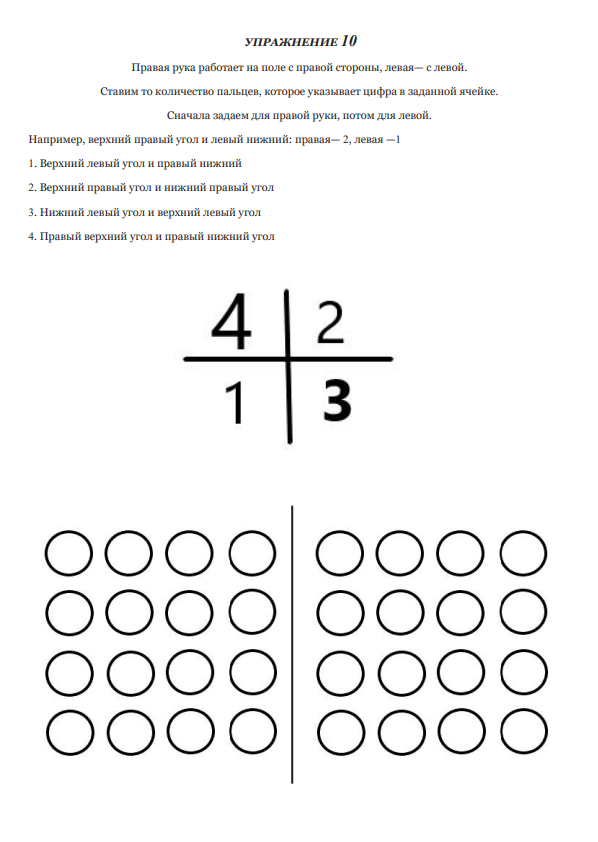 УПРАЖНЕНИЕ 10
Правая рука работает на поле с правой стороны, левая— с левой.
Ставим то количество пальцев, которое указывает цифра в заданной ячейке.
Сначала задаем для правой руки, потом для левой.
Например, верхний правый угол и левый нижний: правая— 2, левая —1
1. Верхний левый угол и правый нижний
2. Верхний правый угол и нижний правый угол
3. Нижний левый угол и верхний левый угол
4. Правый верхний угол и правый нижний угол
4 2
1 3